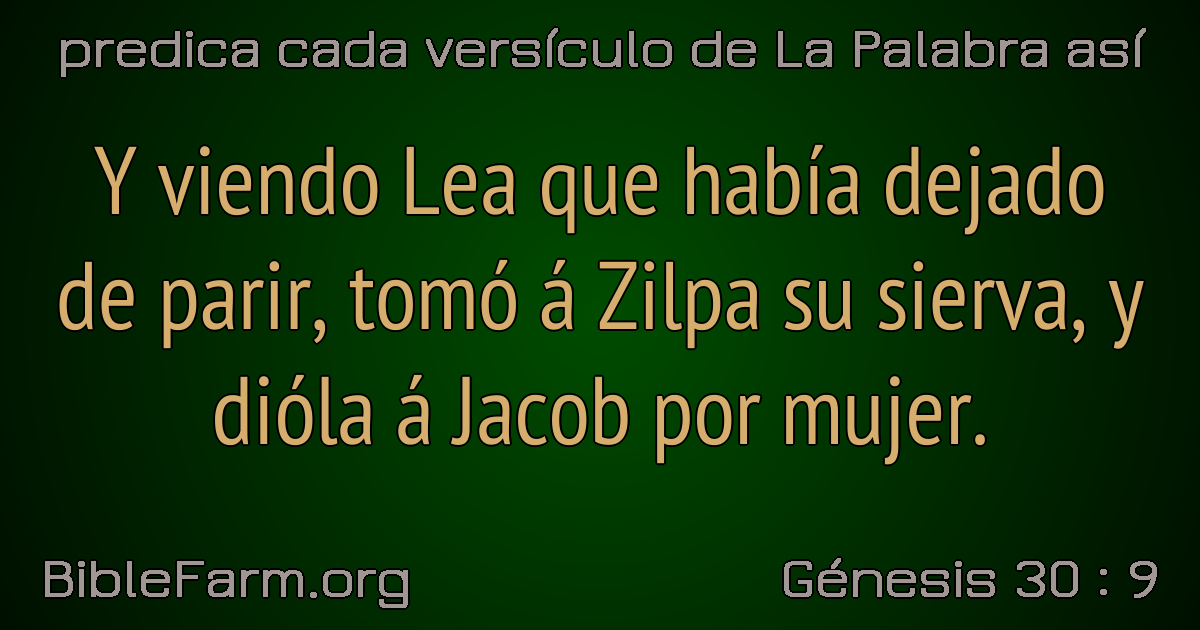 predica cada versículo de La Palabra así
Y viendo Lea que había dejado
de parir, tomó á Zilpa su sierva, y
dióla á Jacob por mujer.
BibleFarm.org
Génesis 30 : 9